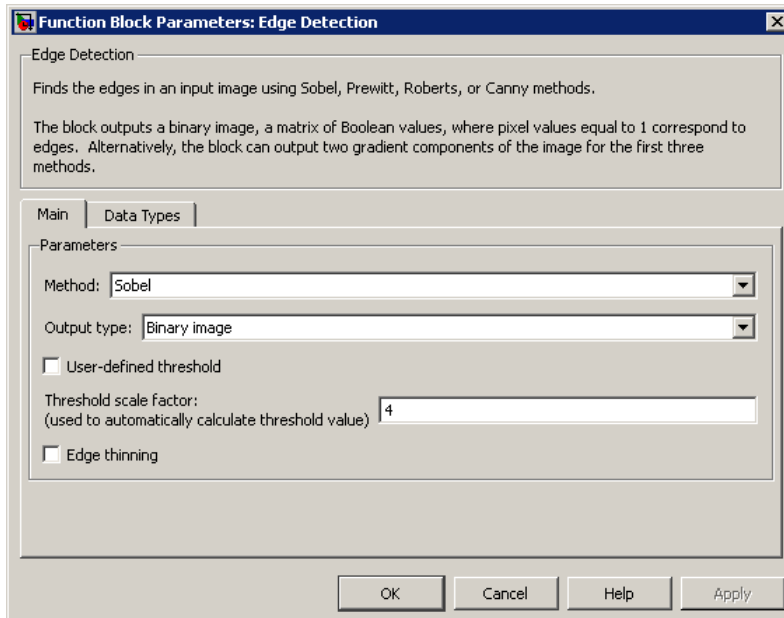 Function Block Parameters: Edge Detection
Edge Detection
Finds the edges in an input image using Sobel, Prewitt, Roberts, or Canny methods.
The block outputs a binary image, a matrix of Boolean values, where pixel values equal to 1 correspond to
edges. Alternatively, the block can output two gradient components of the image for the first three
methods.
Main Data Types
Parameters
Method: Sobel
Output type: Binary image
User-defined threshold
Threshold scale factor:
(used to automatically calculate threshold value) 4
Edge thinning
OK Cancel Help Apply